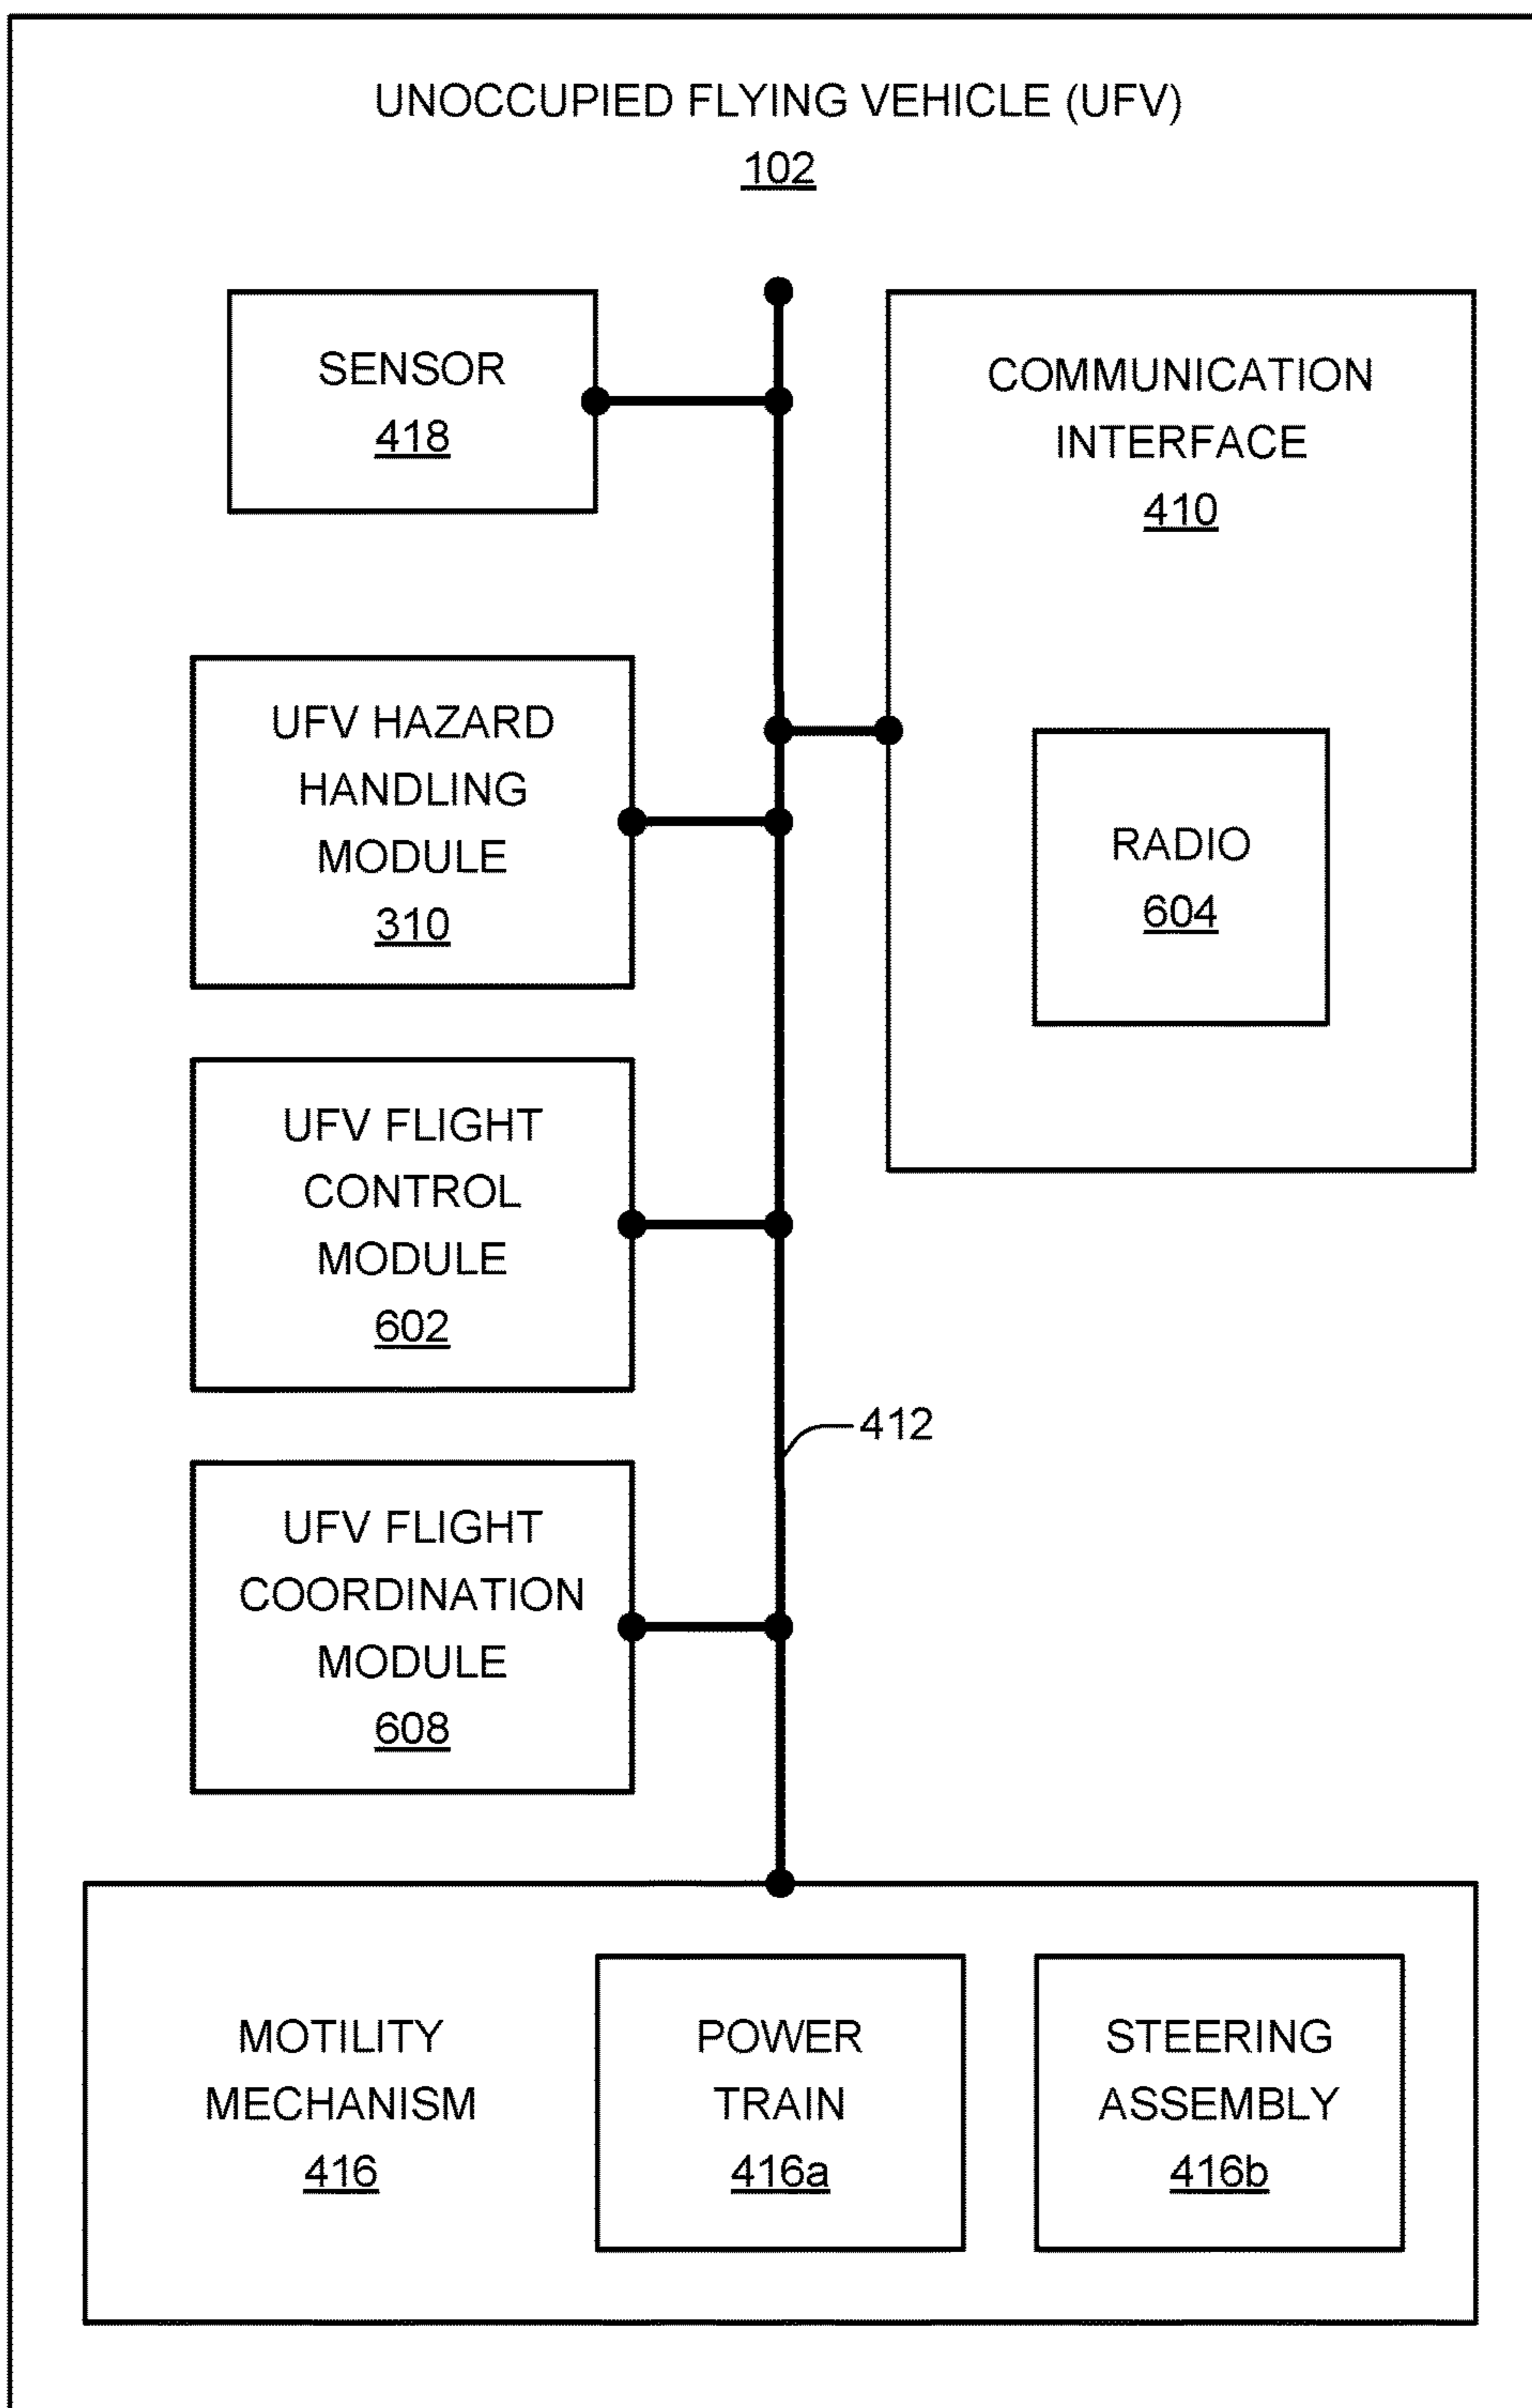 UNOCCUPIED FLYING VEHICLE (UFV)
102
SENSOR
418
COMMUNICATION
INTERFACE
410
UFV HAZARD
HANDLING
MODULE
310
RADIO
604
UFV FLIGHT
CONTROL
MODULE
602
412
UFV FLIGHT
COORDINATION
MODULE
608
MOTILITY
MECHANISM
416
POWER
TRAIN
416a
STEERING
ASSEMBLY
416b